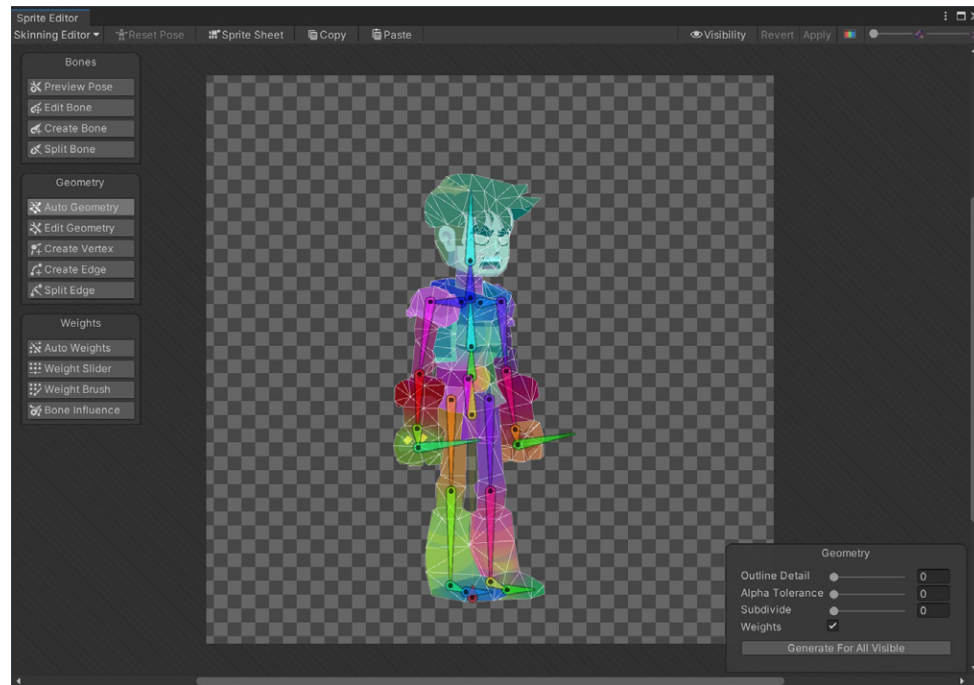 Sprite Editor
Skinning Editor Reset Pose Sprite Sheet Copy Paste Visibility Revert Apply
Bones
Preview Pose
Edit Bone
Create Bone
Split Bone
Geometry
Auto Geometry
Edit Geometry
Create Vertex
Create Edge
Split Edge
Weights
Auto Weights
Weight Slider
Weight Brush
Bone Influence
Geometry
Outline Detail 0
Alpha Tolerance 0
Subdivide 0
Weights
Generate For All Visible